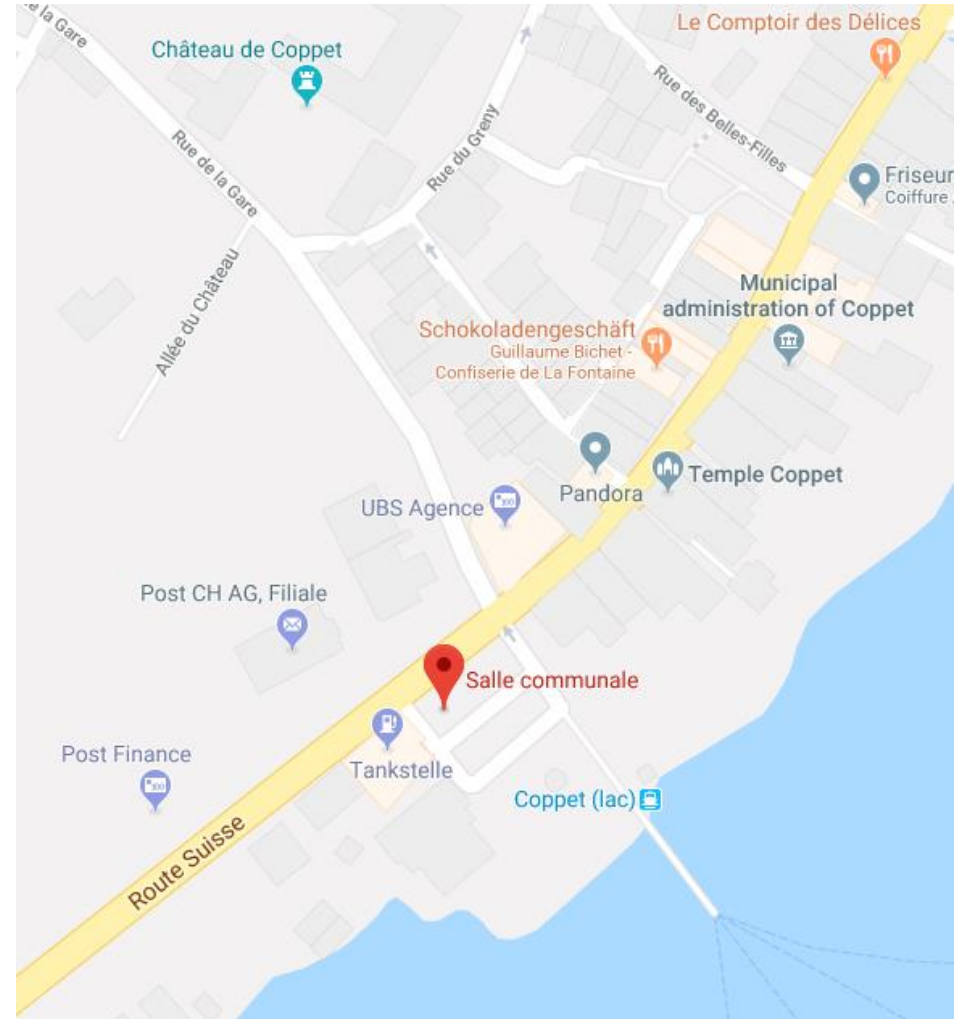 la Gare
Le Comptoir des Délices
Château de Coppet
Rue des Belles-Filles
Rue du Greny
Rue de la Gare
Friseur
Coiffure
Allée du Château
Municipal
administration of Coppet
Schokoladengeschäft
Guillaume Bichet -
Confiserie de La Fontaine
Temple Coppet
Pandora
UBS Agence
Post CH AG, Filiale
Salle communale
Post Finance
Tankstelle
Coppet (lac)
Route Suisse